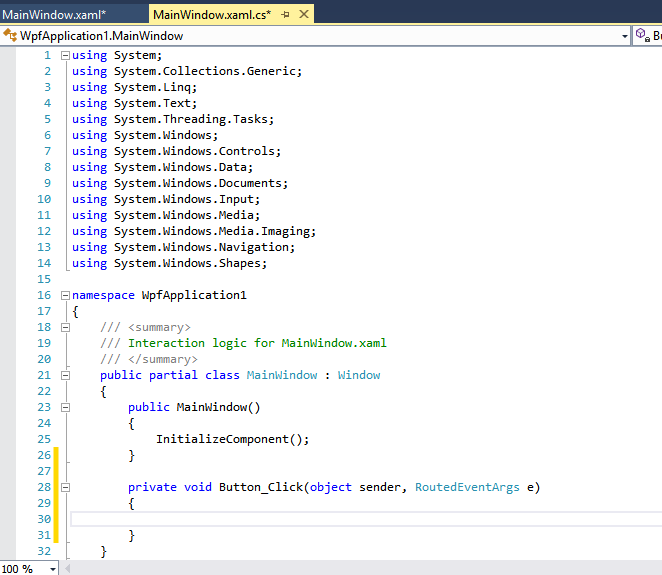 MainWindow.xaml*
MainWindow.xaml.cs*
WpfApplication1.MainWindow
1 using System;
2 using System.Collections.Generic;
3 using System.Linq;
4 using System.Text;
5 using System.Threading.Tasks;
6 using System.Windows;
7 using System.Windows.Controls;
8 using System.Windows.Data;
9 using System.Windows.Documents;
10 using System.Windows.Input;
11 using System.Windows.Media;
12 using System.Windows.Media.Imaging;
13 using System.Windows.Navigation;
14 using System.Windows.Shapes;
15
16 namespace WpfApplication1
17 {
18     /// <summary>
19     /// Interaction logic for MainWindow.xaml
20     /// </summary>
21     public partial class MainWindow : Window
22     {
23         public MainWindow()
24         {
25             InitializeComponent();
26         }
27
28         private void Button_Click(object sender, RoutedEventArgs e)
29         {
30
31         }
32     }
100 %